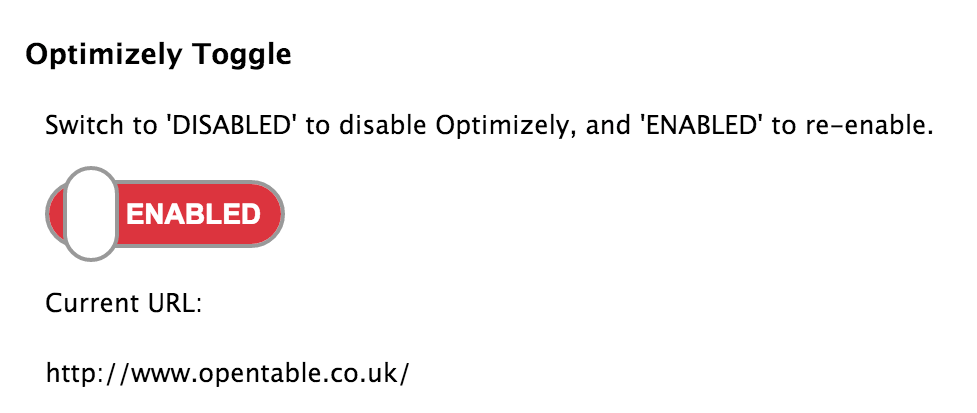 Optimizely Toggle
Switch to 'DISABLED' to disable Optimizely, and 'ENABLED' to re-enable.
ENABLED
Current URL:
http://www.opentable.co.uk/